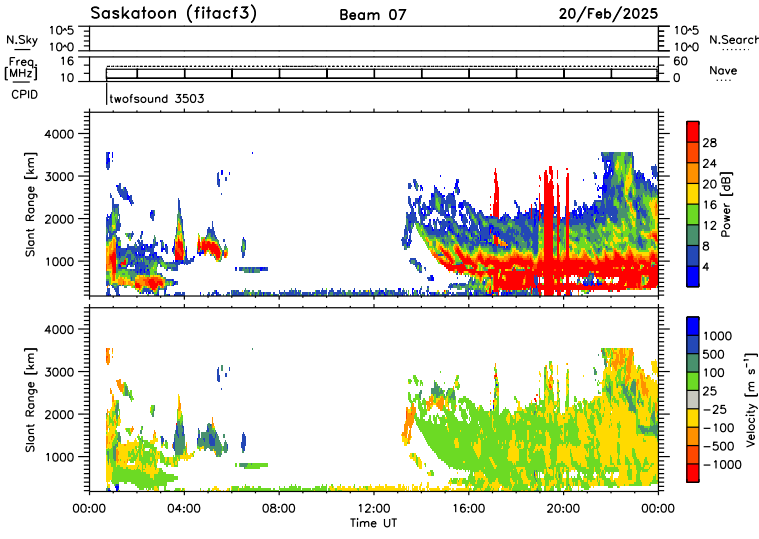 Saskatoon (fitacf3) Beam 07 20/Feb/2025
N.Sky 10^5 10^0 10^5 10^0 N.Search
Freq. [MHz] 16 10 60 0 Nave
CPID twofsound 3503
Slant Range [km] 4000 3000 2000 1000
Power [dB] 28 24 20 16 12 8 4
Slant Range [km] 4000 3000 2000 1000
Velocity [m s⁻¹] 1000 500 100 25 −25 −100 −500 −1000
00:00 04:00 08:00 12:00 16:00 20:00 00:00
Time UT